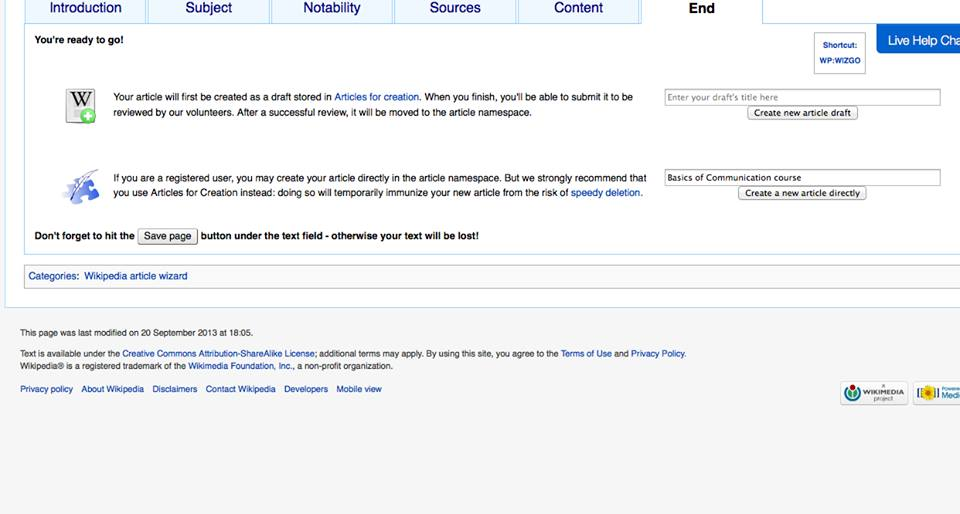 Introduction Subject Notability Sources Content End
You're ready to go!
Shortcut:
WP:WIZGO
Live Help Cha
W
Your article will first be created as a draft stored in Articles for creation. When you finish, you'll be able to submit it to be
reviewed by our volunteers. After a successful review, it will be moved to the article namespace.
Enter your draft's title here
Create new article draft
If you are a registered user, you may create your article directly in the article namespace. But we strongly recommend that
you use Articles for Creation instead: doing so will temporarily immunize your new article from the risk of speedy deletion.
Basics of Communication course
Create a new article directly
Don't forget to hit the Save page button under the text field - otherwise your text will be lost!
Categories: Wikipedia article wizard
This page was last modified on 20 September 2013 at 18:05.
Text is available under the Creative Commons Attribution-ShareAlike License; additional terms may apply. By using this site, you agree to the Terms of Use and Privacy Policy.
Wikipedia® is a registered trademark of the Wikimedia Foundation, Inc., a non-profit organization.
Privacy policy About Wikipedia Disclaimers Contact Wikipedia Developers Mobile view
A
WIKIMEDIA
project
Powere
Medi